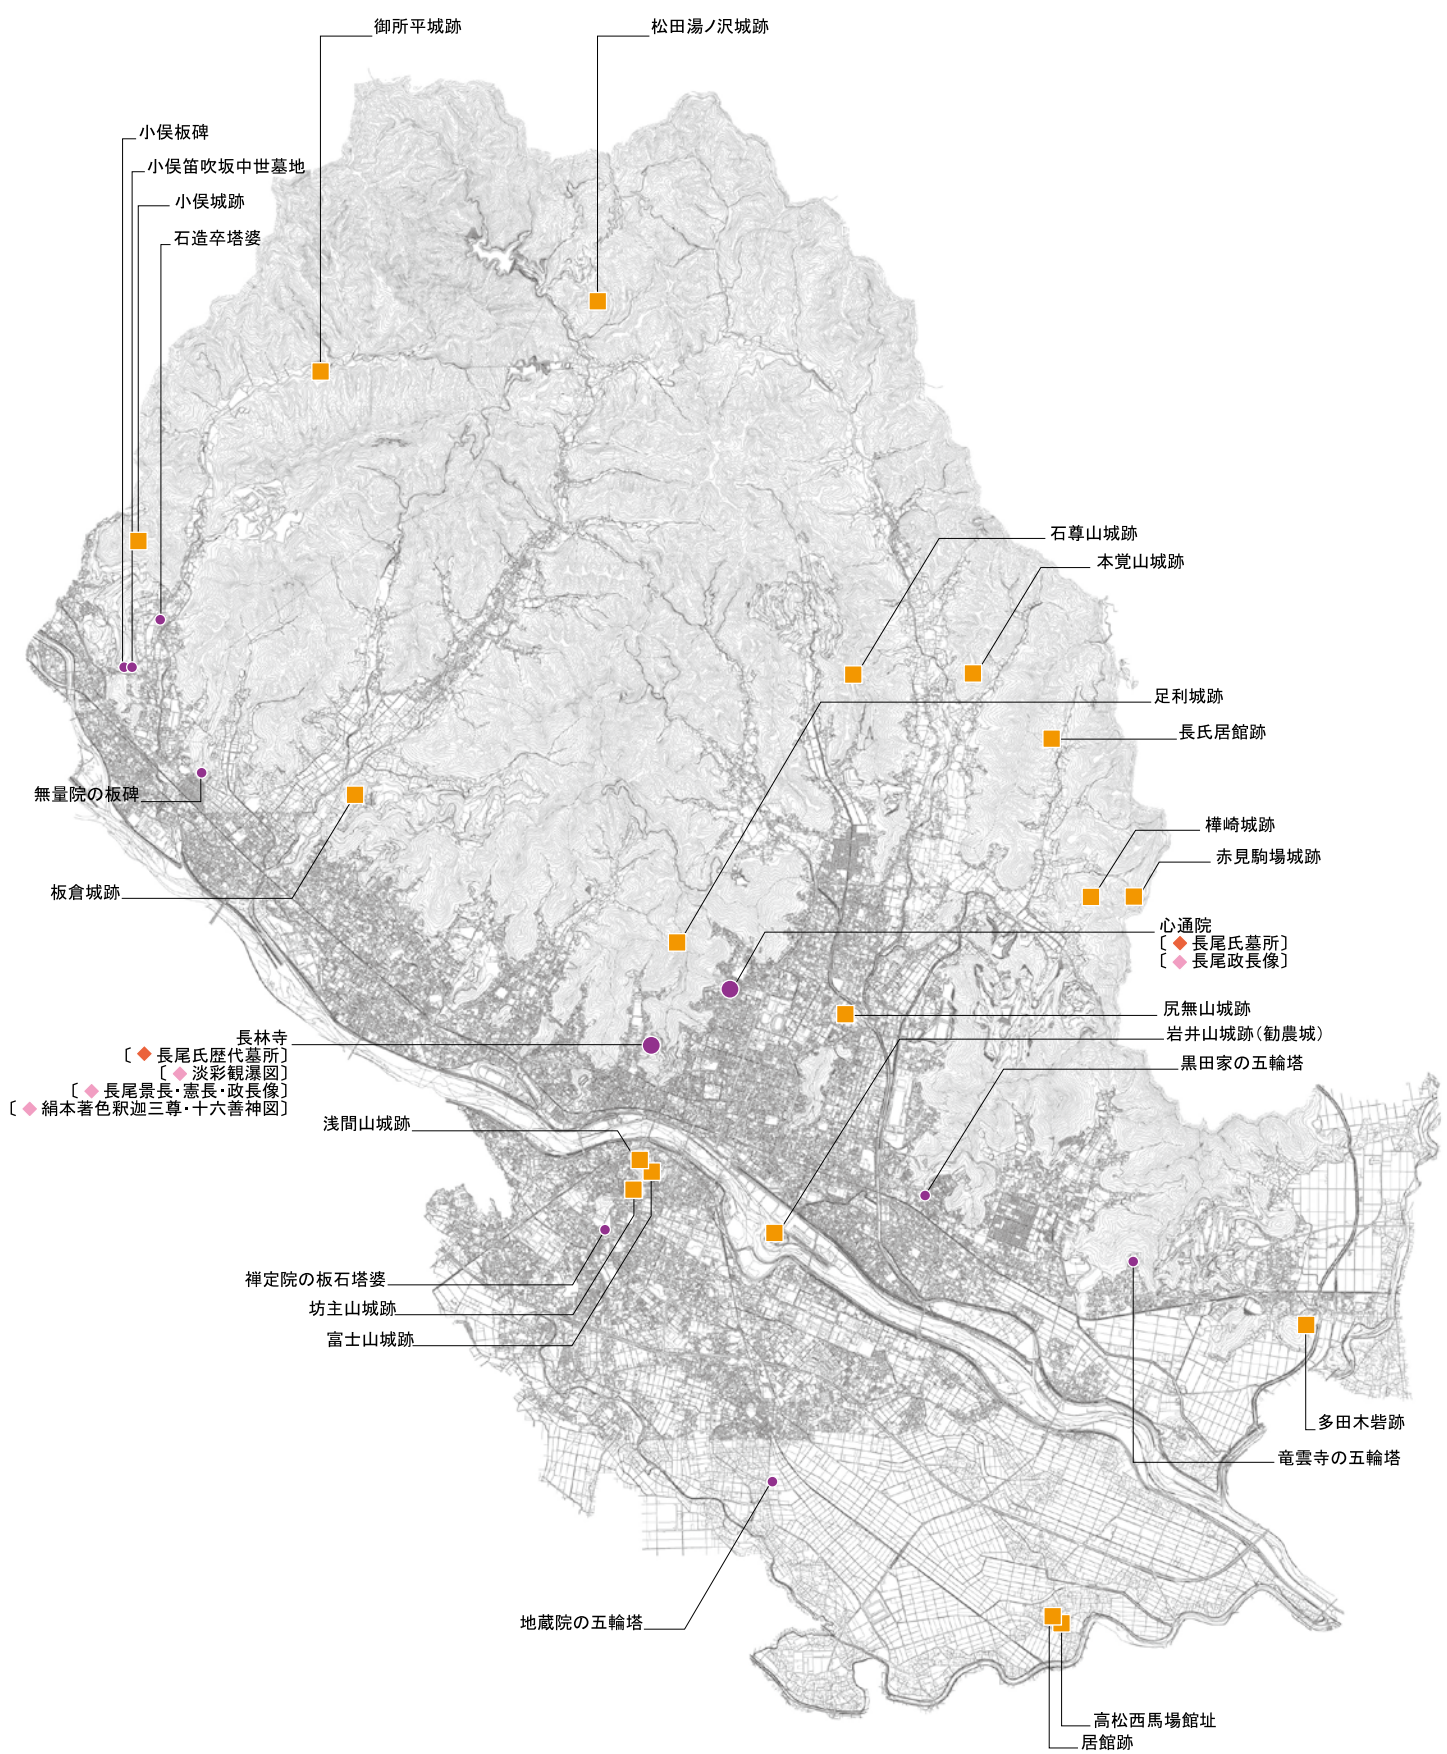 御所平城跡
松田湯ノ沢城跡
小俣板碑
小俣笛吹坂中世墓地
小俣城跡
石造卒塔婆
石尊山城跡
本覚山城跡
足利城跡
長氏居館跡
無量院の板碑
樺崎城跡
赤見駒場城跡
板倉城跡
心通院
〔◆長尾氏墓所〕
〔◆長尾政長像〕
尻無山城跡
岩井山城跡(勧農城)
黒田家の五輪塔
長林寺
〔◆長尾氏歴代墓所〕
〔◆淡彩観瀑図〕
〔◆長尾景長・憲長・政長像〕
〔◆絹本著色釈迦三尊・十六善神図〕
浅間山城跡
禅定院の板石塔婆
坊主山城跡
富士山城跡
多田木砦跡
竜雲寺の五輪塔
地蔵院の五輪塔
高松西馬場館址
居館跡